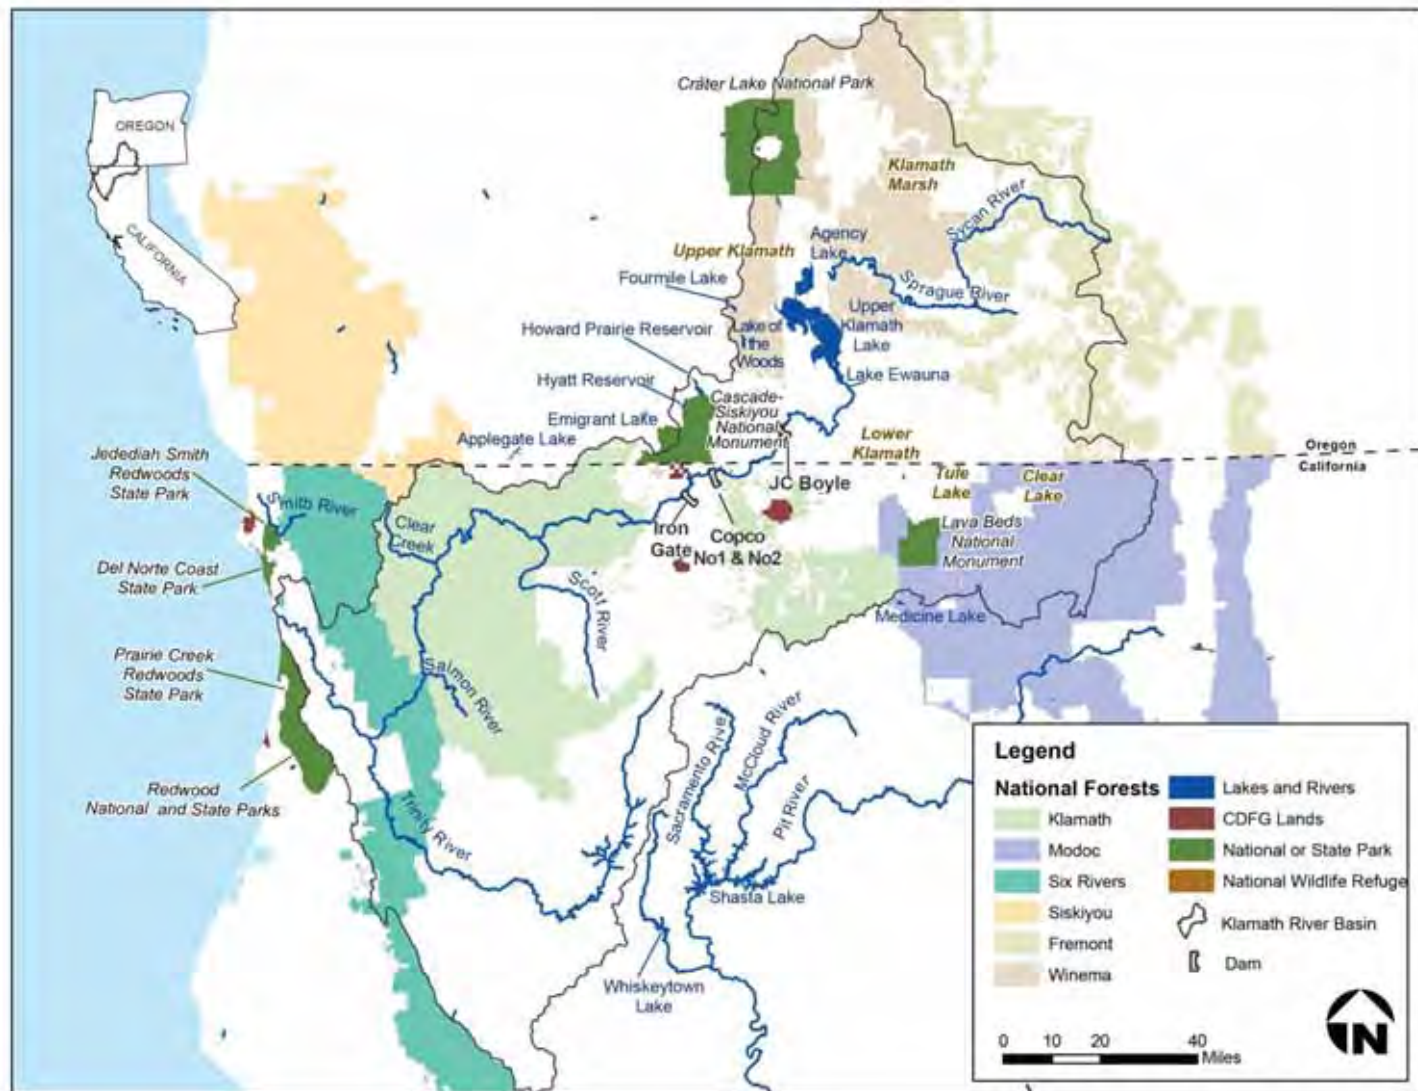 Crater Lake National Park
OREGON
CALIFORNIA
Klamath
Marsh
Sycan River
Upper Klamath
Agency
Lake
Fourmile Lake
Sprague River
Howard Prairie Reservoir
Lake of
the
Woods
Upper
Klamath
Lake
Hyatt Reservoir
Lake Ewauna
Cascade-
Siskiyou
National
Monument
Emigrant Lake
Applegate Lake
Lower
Klamath
Oregon
California
Jedediah Smith
Redwoods
State Park
Smith River
Tule
Lake
Clear
Lake
JC Boyle
Clear
Creek
Iron
Gate
Copco
No1 & No2
Lava Beds
National
Monument
Del Norte Coast
State Park
Scott River
Medicine Lake
Prairie Creek
Redwoods
State Park
Salmon River
Redwood
National and State Parks
Trinity River
Sacramento River
McCloud River
Pit River
Shasta Lake
Whiskeytown
Lake
Legend
National Forests
Klamath
Modoc
Six Rivers
Siskiyou
Fremont
Winema
Lakes and Rivers
CDFG Lands
National or State Park
National Wildlife Refuge
Klamath River Basin
Dam
0 10 20 40
Miles
N